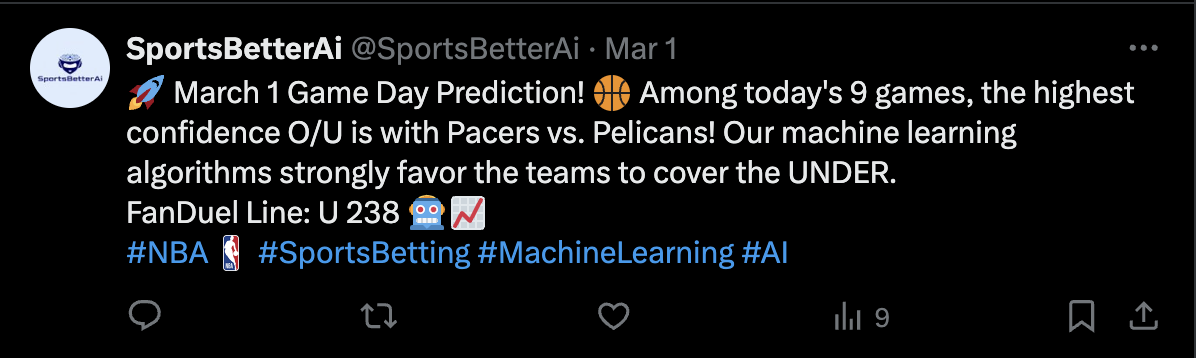 SportsBetterAi
SportsBetterAi @SportsBetterAi · Mar 1
🚀 March 1 Game Day Prediction! 🏀 Among today's 9 games, the highest
confidence O/U is with Pacers vs. Pelicans! Our machine learning
algorithms strongly favor the teams to cover the UNDER.
FanDuel Line: U 238 🤖📈
#NBA #SportsBetting #MachineLearning #AI
9